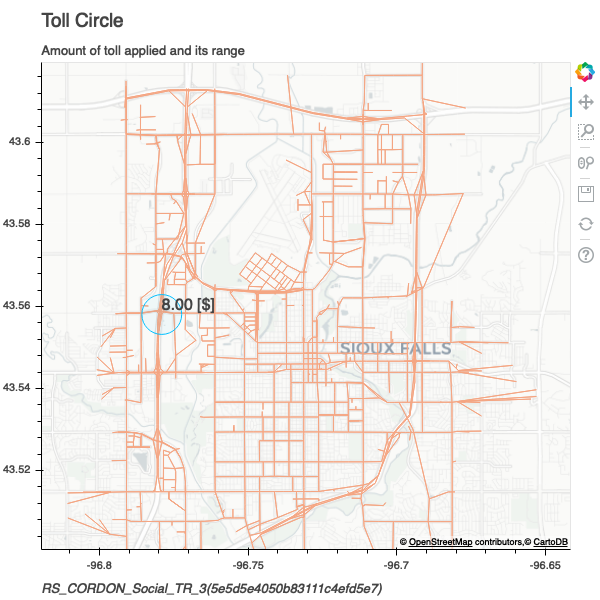 Toll Circle
Amount of toll applied and its range
43.6
43.58
43.56
43.54
43.52
8.00 [$]
SIOUX FALLS
© OpenStreetMap contributors,© CartoDB
-96.8
-96.75
-96.7
-96.65
RS_CORDON_Social_TR_3(5e5d5e4050b83111c4efd5e7)